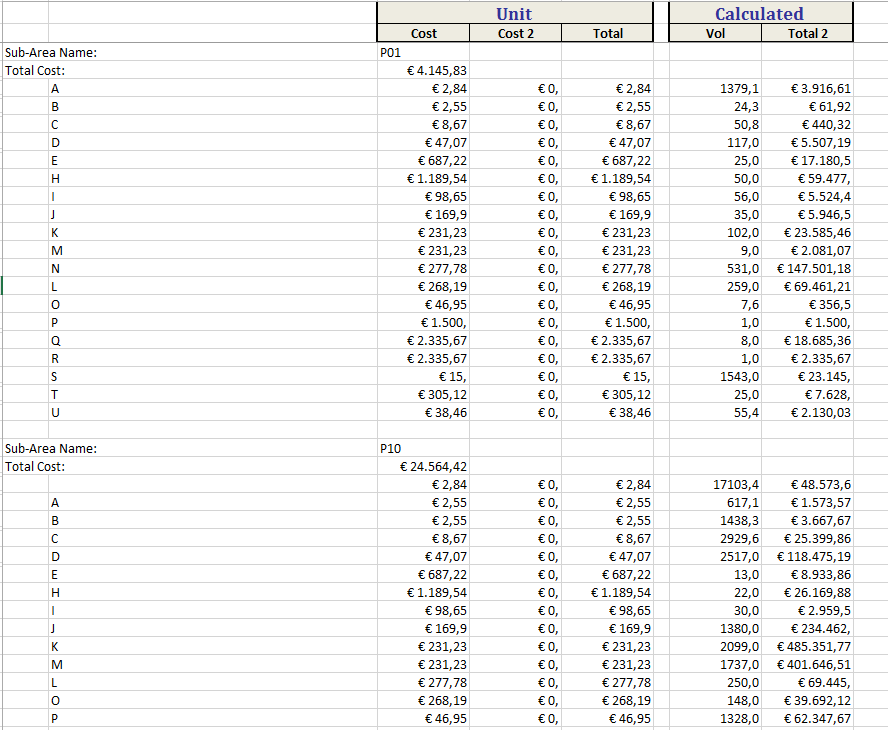 Unit Calculated
Cost Cost 2 Total Vol Total 2
Sub-Area Name: P01
Total Cost: € 4.145,83
A € 2,84 € 0, € 2,84 1379,1 € 3.916,61
B € 2,55 € 0, € 2,55 24,3 € 61,92
C € 8,67 € 0, € 8,67 50,8 € 440,32
D € 47,07 € 0, € 47,07 117,0 € 5.507,19
E € 687,22 € 0, € 687,22 25,0 € 17.180,5
H € 1.189,54 € 0, € 1.189,54 50,0 € 59.477,
I € 98,65 € 0, € 98,65 56,0 € 5.524,4
J € 169,9 € 0, € 169,9 35,0 € 5.946,5
K € 231,23 € 0, € 231,23 102,0 € 23.585,46
M € 231,23 € 0, € 231,23 9,0 € 2.081,07
N € 277,78 € 0, € 277,78 531,0 € 147.501,18
L € 268,19 € 0, € 268,19 259,0 € 69.461,21
O € 46,95 € 0, € 46,95 7,6 € 356,5
P € 1.500, € 0, € 1.500, 1,0 € 1.500,
Q € 2.335,67 € 0, € 2.335,67 8,0 € 18.685,36
R € 2.335,67 € 0, € 2.335,67 1,0 € 2.335,67
S € 15, € 0, € 15, 1543,0 € 23.145,
T € 305,12 € 0, € 305,12 25,0 € 7.628,
U € 38,46 € 0, € 38,46 55,4 € 2.130,03
Sub-Area Name: P10
Total Cost: € 24.564,42
€ 2,84 € 0, € 2,84 17103,4 € 48.573,6
A € 2,55 € 0, € 2,55 617,1 € 1.573,57
B € 2,55 € 0, € 2,55 1438,3 € 3.667,67
C € 8,67 € 0, € 8,67 2929,6 € 25.399,86
D € 47,07 € 0, € 47,07 2517,0 € 118.475,19
E € 687,22 € 0, € 687,22 13,0 € 8.933,86
H € 1.189,54 € 0, € 1.189,54 22,0 € 26.169,88
I € 98,65 € 0, € 98,65 30,0 € 2.959,5
J € 169,9 € 0, € 169,9 1380,0 € 234.462,
K € 231,23 € 0, € 231,23 2099,0 € 485.351,77
M € 231,23 € 0, € 231,23 1737,0 € 401.646,51
L € 277,78 € 0, € 277,78 250,0 € 69.445,
O € 268,19 € 0, € 268,19 148,0 € 39.692,12
P € 46,95 € 0, € 46,95 1328,0 € 62.347,67